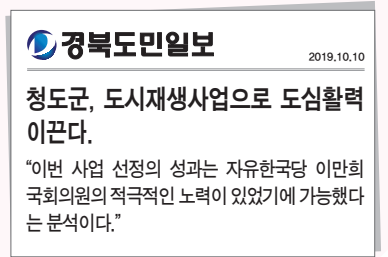 경북도민일보
2019.10.10
청도군, 도시재생사업으로 도심활력
이끈다.
“이번 사업 선정의 성과는 자유한국당 이만희
국회의원의 적극적인 노력이 있었기에 가능했다
는 분석이다.”